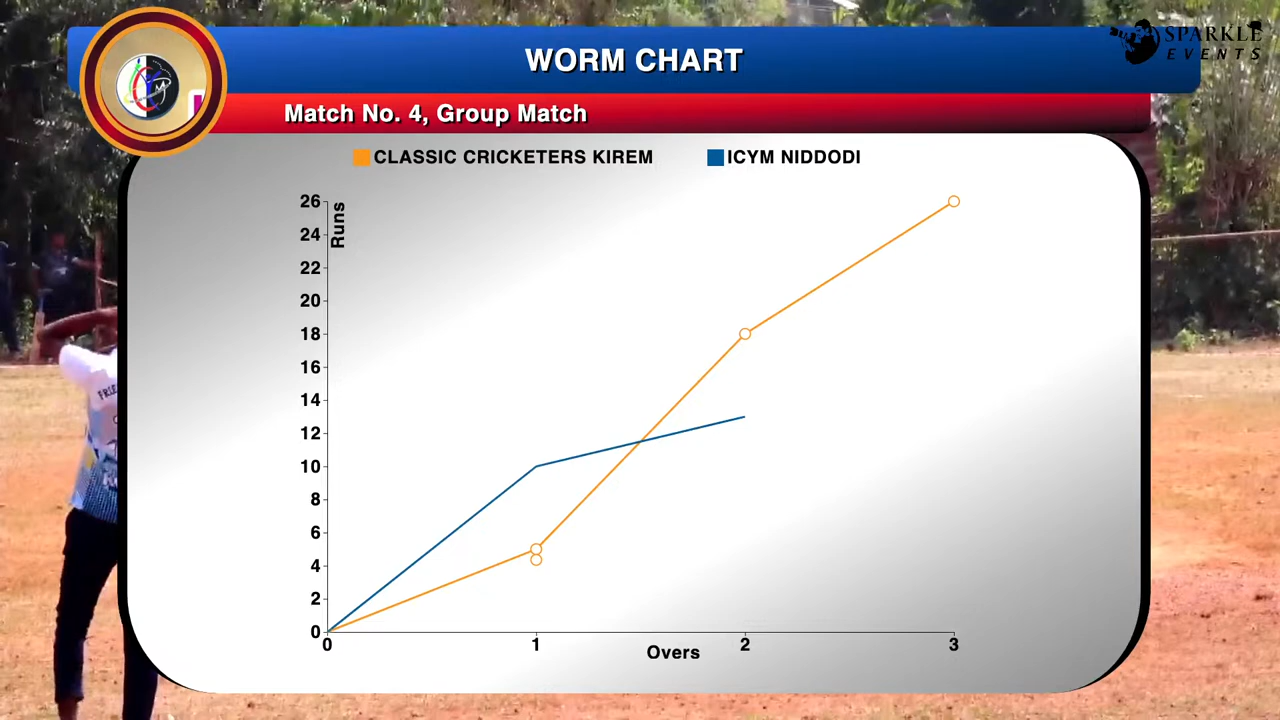 WORM CHART
SPARKLE
EVENTS
Match No. 4, Group Match
CLASSIC CRICKETERS KIREM
ICYM NIDDODI
Runs
26
24
22
20
18
16
14
12
10
8
6
4
2
0
0 1 2 3
Overs